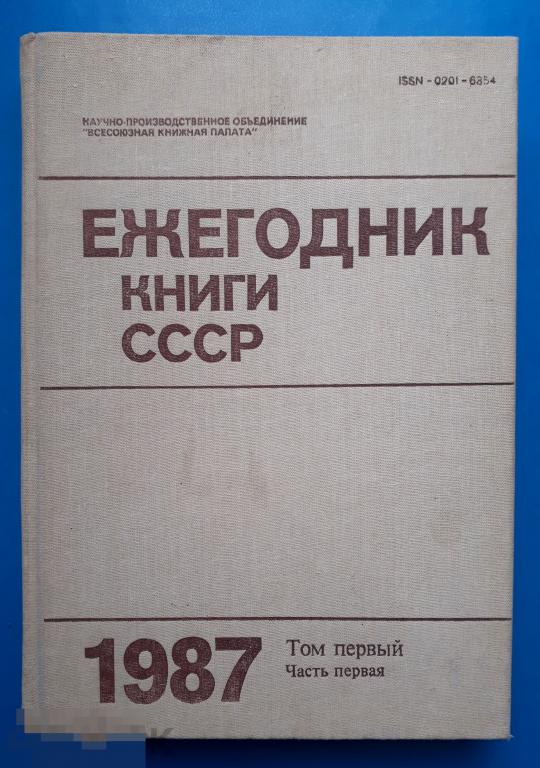 ISSN - 0201 - 6354
НАУЧНО-ПРОИЗВОДСТВЕННОЕ ОБЪЕДИНЕНИЕ
"ВСЕСОЮЗНАЯ КНИЖНАЯ ПАЛАТА"
ЕЖЕГОДНИК
КНИГИ
СССР
1987
Том первый
Часть первая